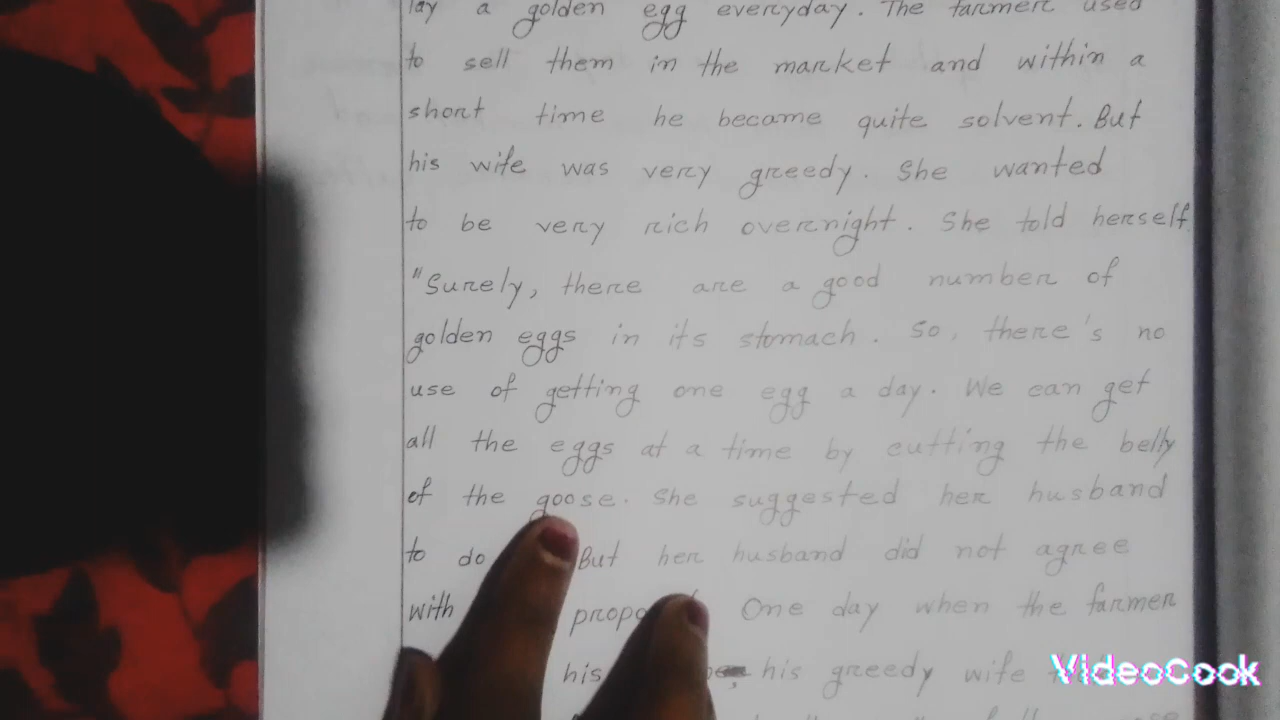 lay a golden egg everyday. The farmer used
to sell them in the market and within a
short time he became quite solvent. But
his wife was very greedy. She wanted
to be very rich overnight. She told herself
"Surely, there are a good number of
golden eggs in its stomach. So, there's no
use of getting one egg a day. We can get
all the eggs at a time by cutting the belly
of the goose. She suggested her husband
to do But her husband did not agree
with One day when the farmer
his his greedy wife
VideoCook